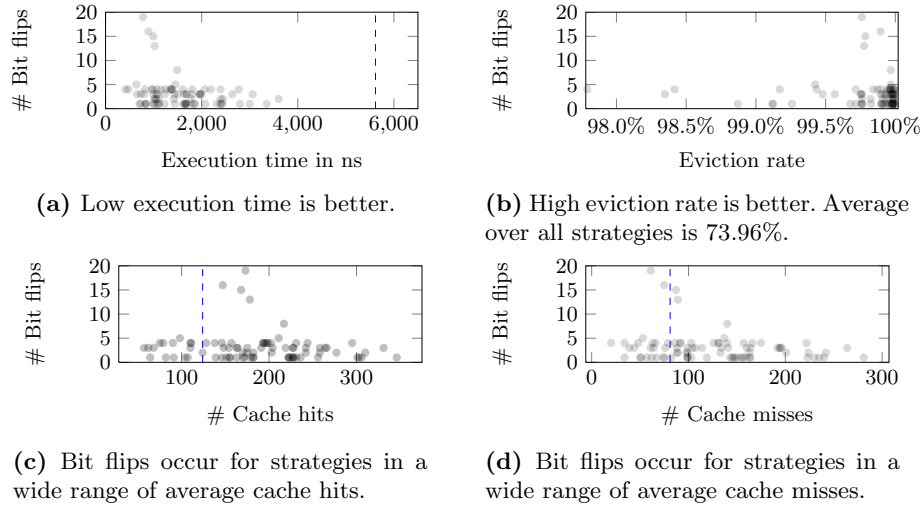 # Bit flips
20
15
10
5
0
0
2,000
4,000
6,000
Execution time in ns
(a) Low execution time is better.
# Bit flips
20
15
10
5
0
98.0%
98.5%
99.0%
99.5%
100%
Eviction rate
(b) High eviction rate is better. Average
over all strategies is 73.96%.
# Bit flips
20
15
10
5
0
100
200
300
# Cache hits
(c) Bit flips occur for strategies in a
wide range of average cache hits.
# Bit flips
20
15
10
5
0
0
100
200
300
# Cache misses
(d) Bit flips occur for strategies in a
wide range of average cache misses.